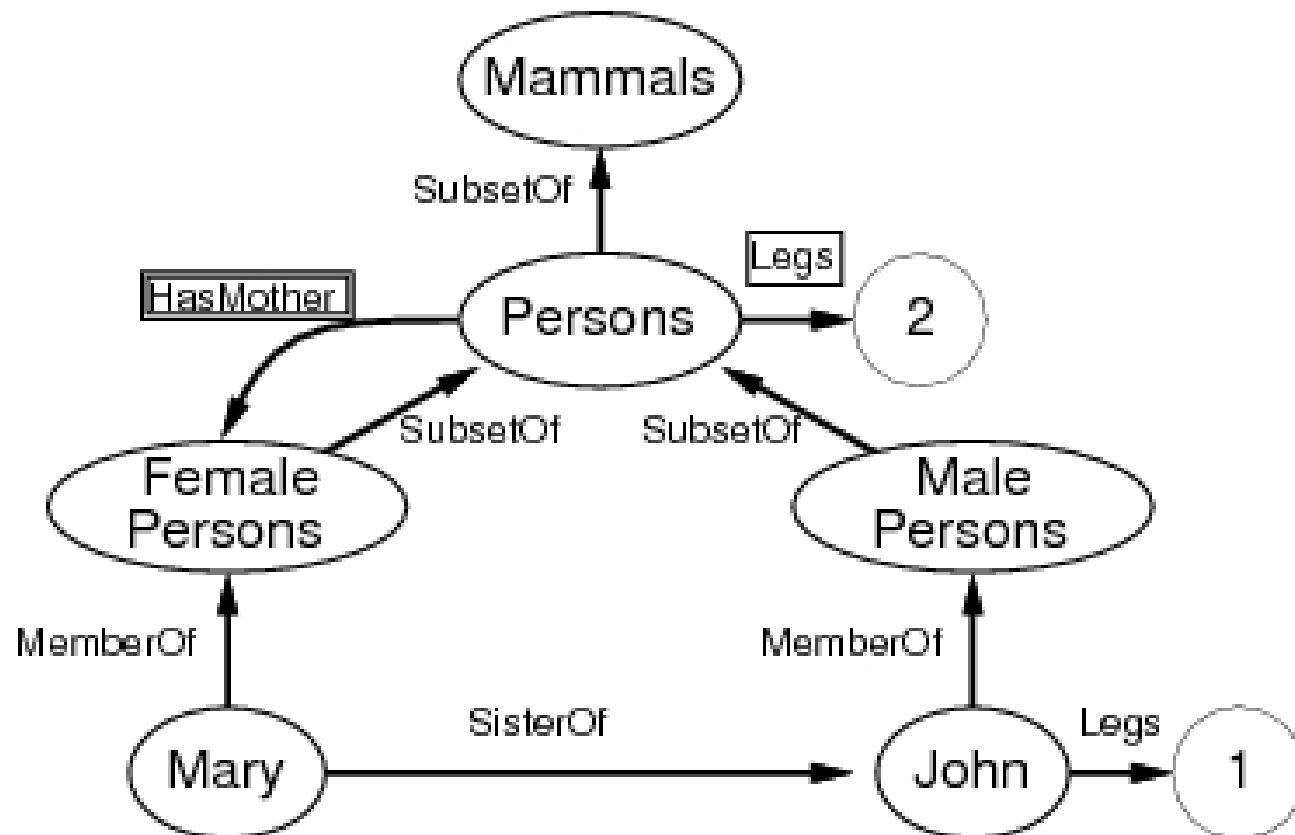 Mammals
SubsetOf
Legs
HasMother
Persons
2
SubsetOf
SubsetOf
Female
Persons
Male
Persons
MemberOf
MemberOf
SisterOf
Legs
Mary
John
1